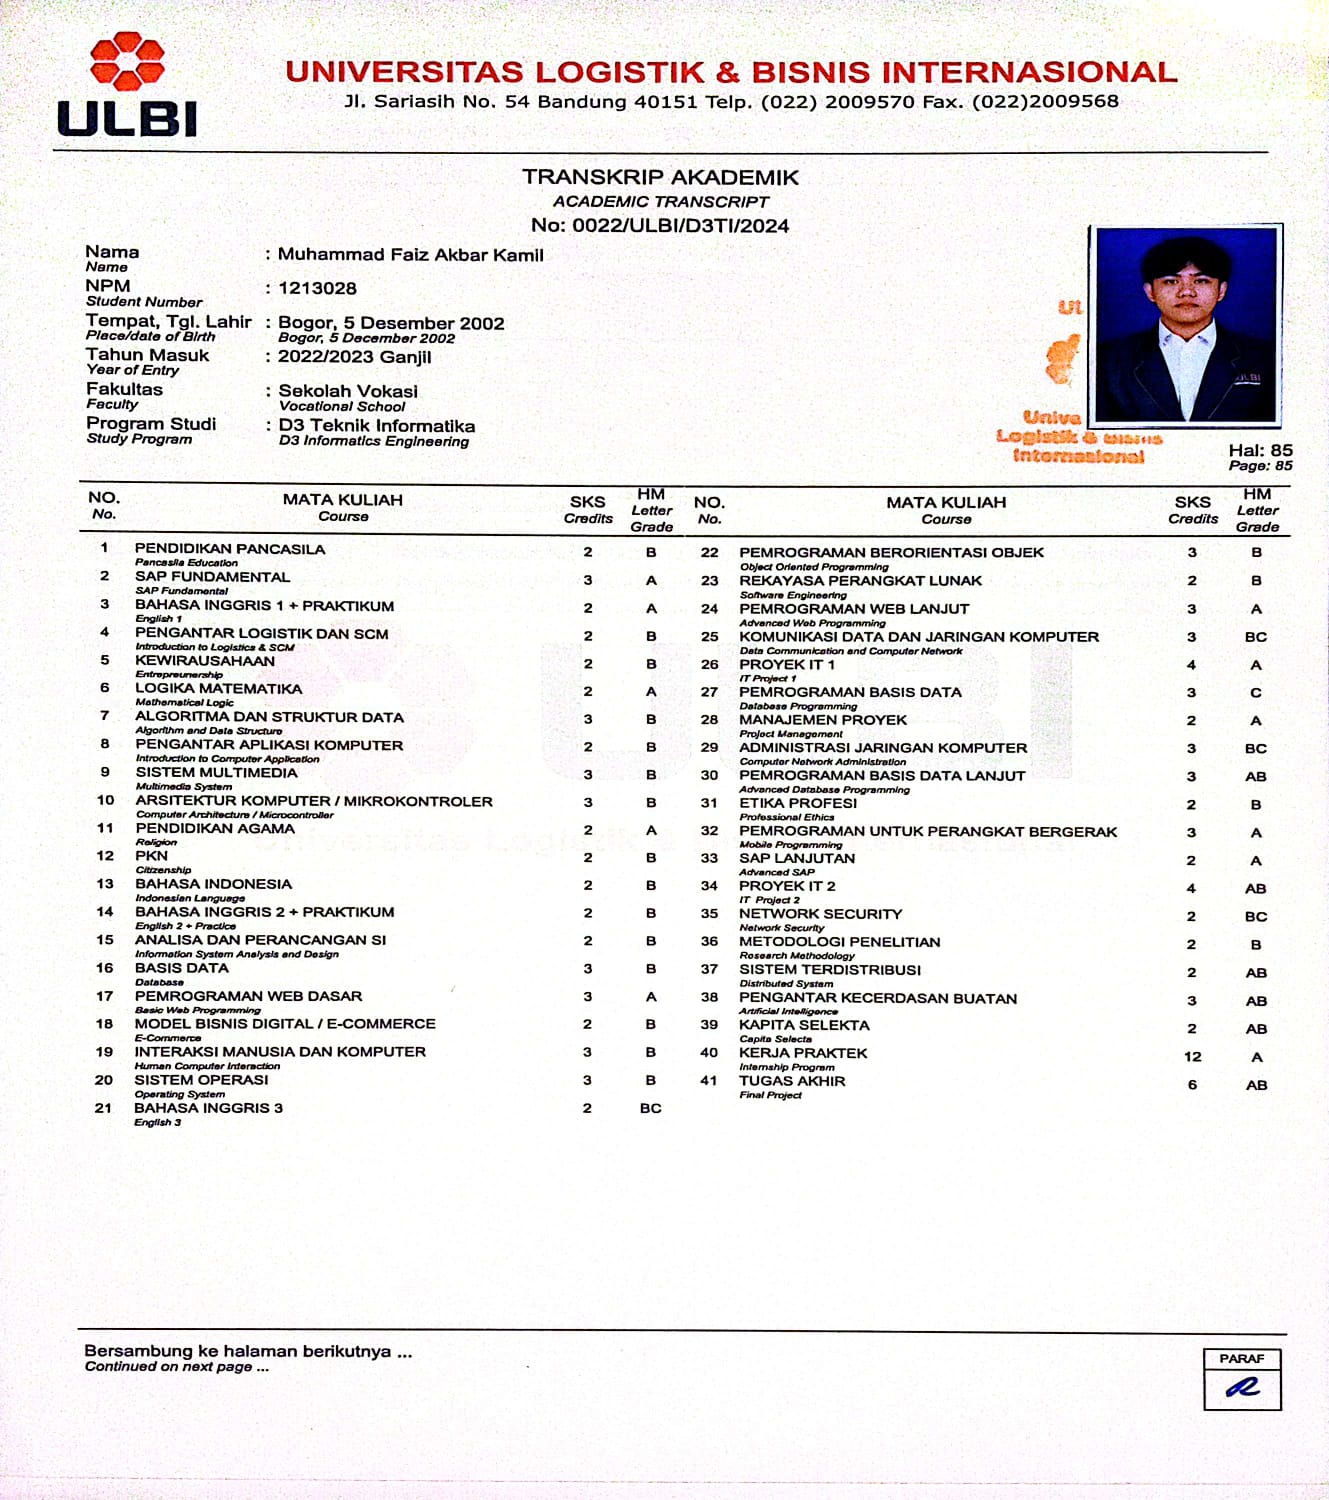 ULBI
UNIVERSITAS LOGISTIK & BISNIS INTERNASIONAL
Jl. Sariasih No. 54 Bandung 40151 Telp. (022) 2009570 Fax. (022)2009568
TRANSKRIP AKADEMIK
ACADEMIC TRANSCRIPT
No: 0022/ULBI/D3TI/2024
Nama : Muhammad Faiz Akbar Kamil
Name
NPM : 1213028
Student Number
Tempat, Tgl. Lahir : Bogor, 5 Desember 2002
Place/date of Birth Bogor, 5 December 2002
Tahun Masuk : 2022/2023 Ganjil
Year of Entry
Fakultas : Sekolah Vokasi
Faculty Vocational School
Program Studi : D3 Teknik Informatika
Study Program D3 Informatics Engineering
ULBI
Logistik & Bisnis
Internasional
Hal: 85
Page: 85
NO. MATA KULIAH SKS HM
No. Course Credits Letter Grade
1 PENDIDIKAN PANCASILA 2 B
Pancasila Education
2 SAP FUNDAMENTAL 3 A
SAP Fundamental
3 BAHASA INGGRIS 1 + PRAKTIKUM 2 A
English 1
4 PENGANTAR LOGISTIK DAN SCM 2 B
Introduction to Logistics & SCM
5 KEWIRAUSAHAAN 2 B
Entrepreunership
6 LOGIKA MATEMATIKA 2 A
Mathematical Logic
7 ALGORITMA DAN STRUKTUR DATA 3 B
Algorithm and Data Structure
8 PENGANTAR APLIKASI KOMPUTER 2 B
Introduction to Computer Application
9 SISTEM MULTIMEDIA 3 B
Multimedia System
10 ARSITEKTUR KOMPUTER / MIKROKONTROLER 3 B
Computer Architecture / Microcontroller
11 PENDIDIKAN AGAMA 2 A
Religion
12 PKN 2 B
Citizenship
13 BAHASA INDONESIA 2 B
Indonesian Language
14 BAHASA INGGRIS 2 + PRAKTIKUM 2 B
English 2 + Practice
15 ANALISA DAN PERANCANGAN SI 2 B
Information System Analysis and Design
16 BASIS DATA 3 B
Database
17 PEMROGRAMAN WEB DASAR 3 A
Basic Web Programming
18 MODEL BISNIS DIGITAL / E-COMMERCE 2 B
E-Commerce
19 INTERAKSI MANUSIA DAN KOMPUTER 3 B
Human Computer Interaction
20 SISTEM OPERASI 3 B
Operating System
21 BAHASA INGGRIS 3 2 BC
English 3
NO. MATA KULIAH SKS HM
No. Course Credits Letter Grade
22 PEMROGRAMAN BERORIENTASI OBJEK 3 B
Object Oriented Programming
23 REKAYASA PERANGKAT LUNAK 2 B
Software Engineering
24 PEMROGRAMAN WEB LANJUT 3 A
Advanced Web Programming
25 KOMUNIKASI DATA DAN JARINGAN KOMPUTER 3 BC
Data Communication and Computer Network
26 PROYEK IT 1 4 A
IT Project 1
27 PEMROGRAMAN BASIS DATA 3 C
Database Programming
28 MANAJEMEN PROYEK 2 A
Project Management
29 ADMINISTRASI JARINGAN KOMPUTER 3 BC
Computer Network Administration
30 PEMROGRAMAN BASIS DATA LANJUT 3 AB
Advanced Database Programming
31 ETIKA PROFESI 2 B
Professional Ethics
32 PEMROGRAMAN UNTUK PERANGKAT BERGERAK 3 A
Mobile Programming
33 SAP LANJUTAN 2 A
Advanced SAP
34 PROYEK IT 2 4 AB
IT Project 2
35 NETWORK SECURITY 2 BC
Network Security
36 METODOLOGI PENELITIAN 2 B
Research Methodology
37 SISTEM TERDISTRIBUSI 2 AB
Distributed System
38 PENGANTAR KECERDASAN BUATAN 3 AB
Artificial Intelligence
39 KAPITA SELEKTA 2 AB
Capita Selecta
40 KERJA PRAKTEK 12 A
Internship Program
41 TUGAS AKHIR 6 AB
Final Project
Bersambung ke halaman berikutnya ...
Continued on next page ...
PARAF